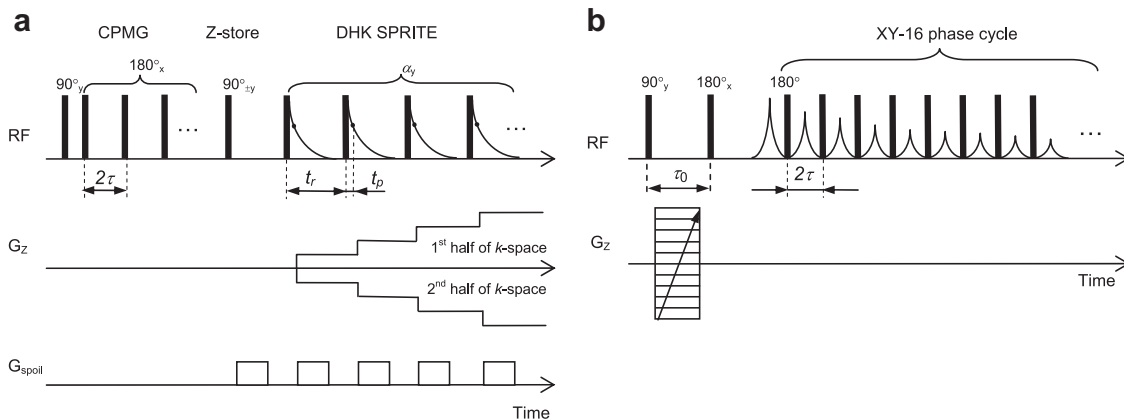 a
CPMG
Z-store
DHK SPRITE
180°x
αy
90°y
90°±y
RF
...
...
2τ
tr
tp
GZ
1st half of k-space
2nd half of k-space
Gspoil
Time
b
XY-16 phase cycle
90°y
180°x
180°
RF
...
τ0
2τ
GZ
Time